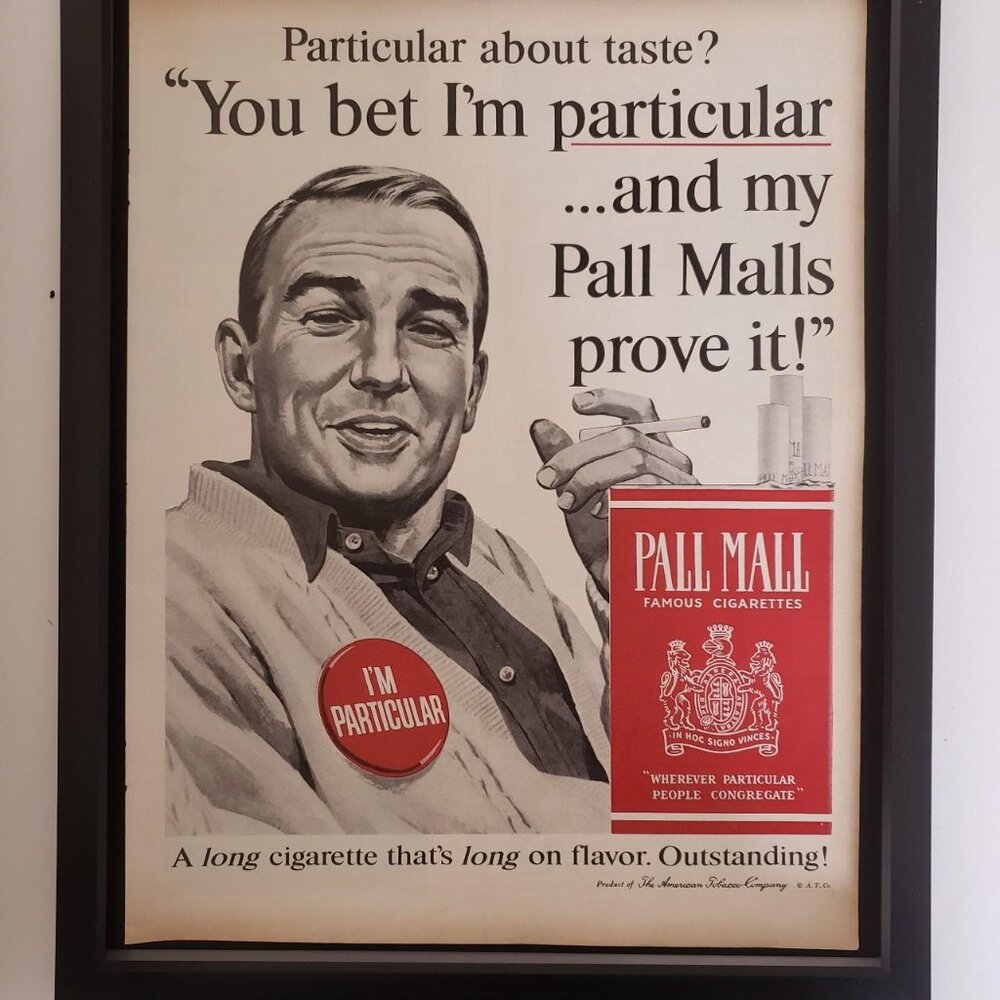 Particular about taste?
“You bet I’m particular
...and my
Pall Malls
prove it!”
PALL MALL
FAMOUS CIGARETTES
IN HOC SIGNO VINCES
“WHEREVER PARTICULAR
PEOPLE CONGREGATE”
I’M
PARTICULAR
A long cigarette that’s long on flavor. Outstanding!
Product of The American Tobacco Company © A. T. Co